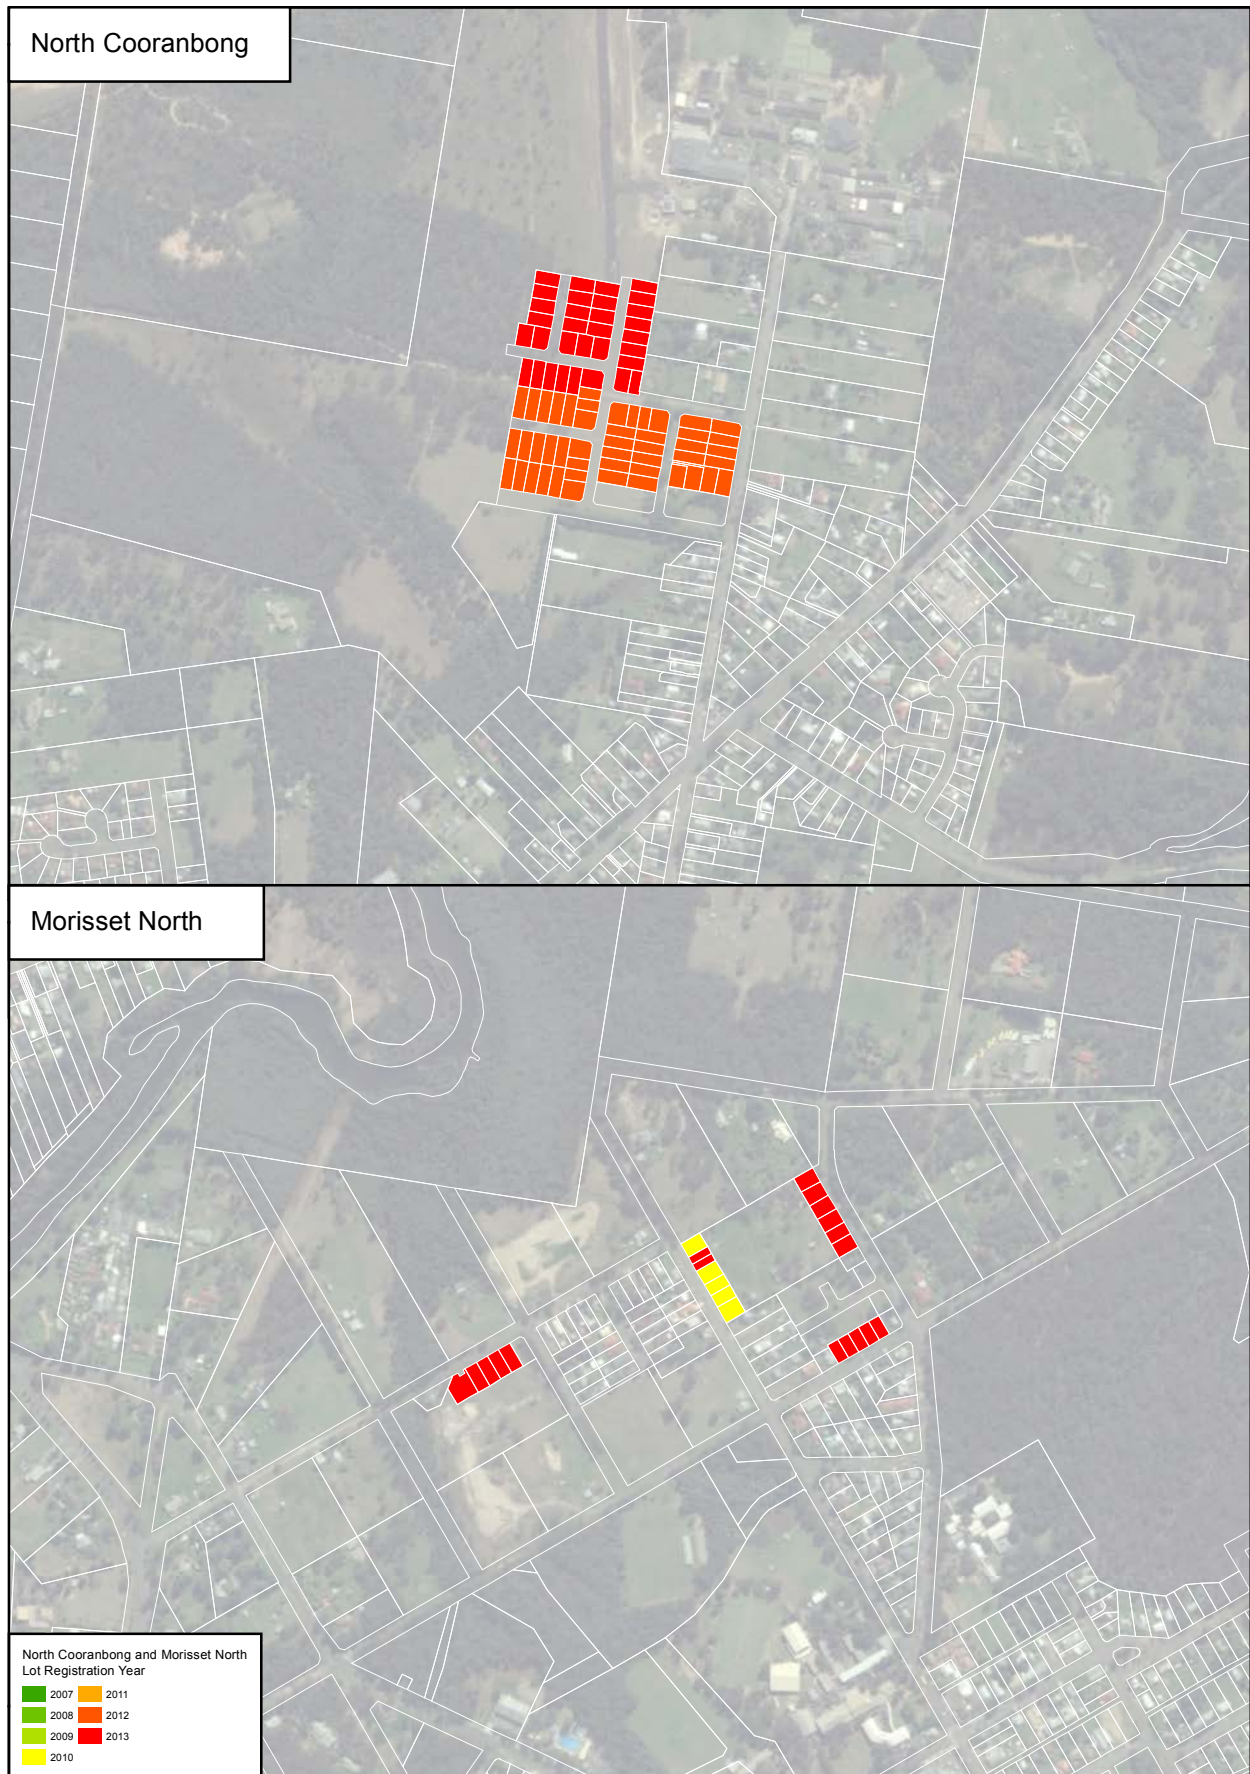 North Cooranbong
Morisset North
North Cooranbong and Morisset North
Lot Registration Year
2007 2011
2008 2012
2009 2013
2010